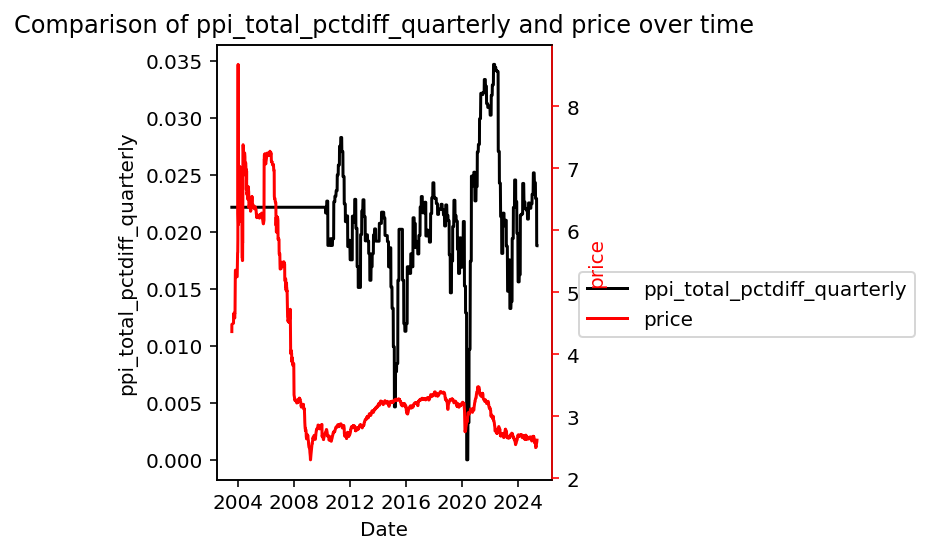 Comparison of ppi_total_pctdiff_quarterly and price over time
0.035
0.030
0.025
0.020
0.015
0.010
0.005
0.000
ppi_total_pctdiff_quarterly
8
7
6
5
4
3
2
price
ppi_total_pctdiff_quarterly
price
2004 2008 2012 2016 2020 2024
Date